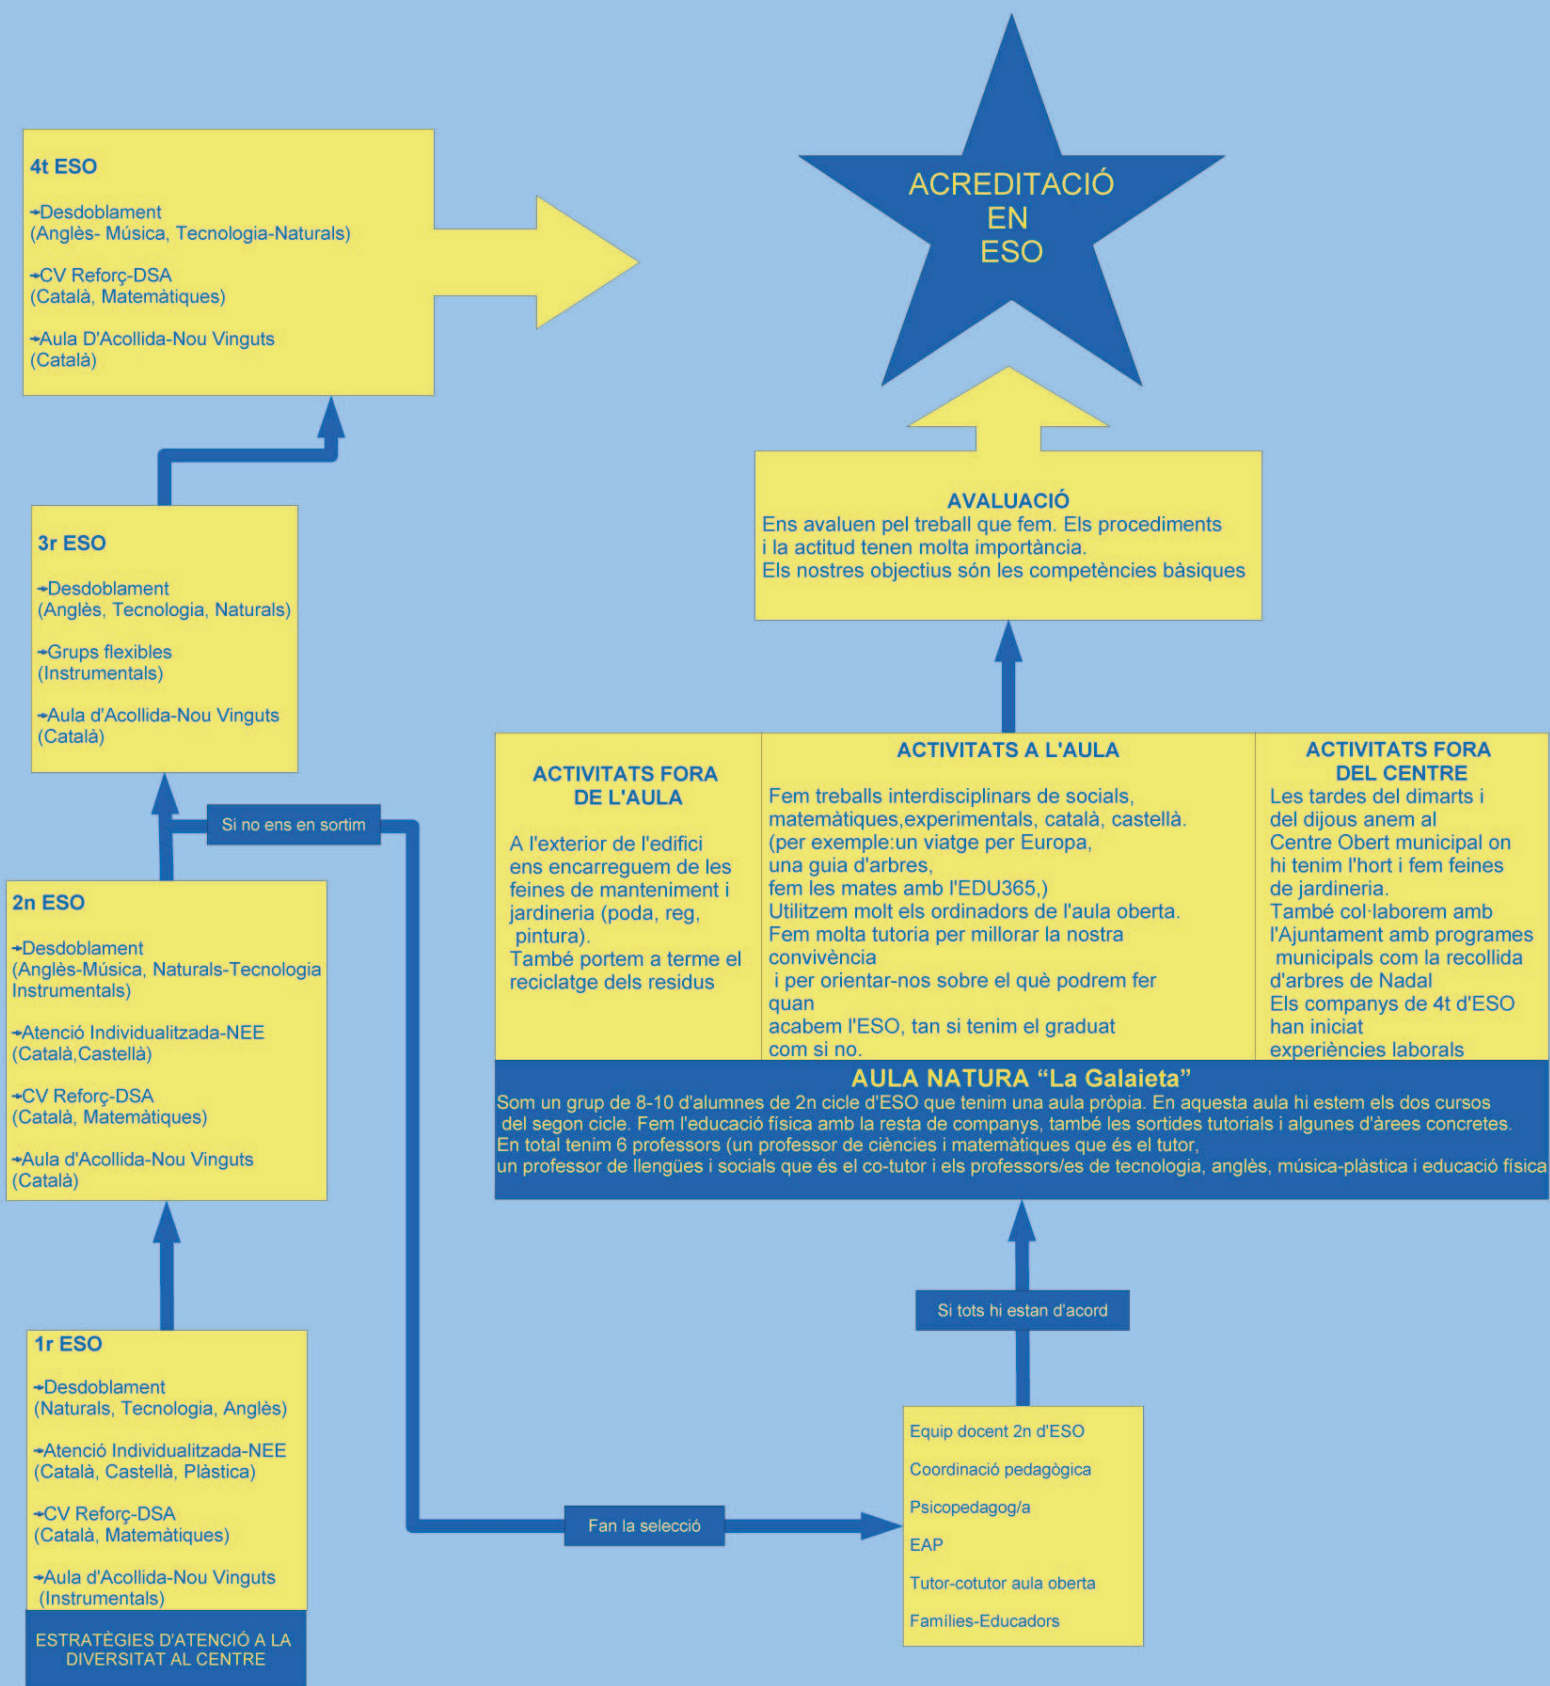 4t ESO
→Desdoblament
(Anglès- Música, Tecnologia-Naturals)
→CV Reforç-DSA
(Català, Matemàtiques)
→Aula D'Acollida-Nou Vinguts
(Català)
ACREDITACIÓ
EN
ESO
3r ESO
→Desdoblament
(Anglès, Tecnologia, Naturals)
→Grups flexibles
(Instrumentals)
→Aula d'Acollida-Nou Vinguts
(Català)
AVALUACIÓ
Ens avaluen pel treball que fem. Els procediments
i la actitud tenen molta importància.
Els nostres objectius són les competències bàsiques
Si no ens en sortim
2n ESO
→Desdoblament
(Anglès-Música, Naturals-Tecnologia
Instrumentals)
→Atenció Individualitzada-NEE
(Català,Castellà)
→CV Reforç-DSA
(Català, Matemàtiques)
→Aula d'Acollida-Nou Vinguts
(Català)
ACTIVITATS FORA
DE L'AULA
A l'exterior de l'edifici
ens encarreguem de les
feines de manteniment i
jardineria (poda, reg,
pintura).
També portem a terme el
reciclatge dels residus
ACTIVITATS A L'AULA
Fem treballs interdisciplinars de socials,
matemàtiques,experimentals, català, castellà.
(per exemple:un viatge per Europa,
una guia d'arbres,
fem les mates amb l'EDU365,)
Utilitzem molt els ordinadors de l'aula oberta.
Fem molta tutoria per millorar la nostra
convivència
i per orientar-nos sobre el què podrem fer
quan
acabem l'ESO, tan si tenim el graduat
com si no.
ACTIVITATS FORA
DEL CENTRE
Les tardes del dimarts i
del dijous anem al
Centre Obert municipal on
hi tenim l'hort i fem feines
de jardineria.
També col·laborem amb
l'Ajuntament amb programes
municipals com la recollida
d'arbres de Nadal
Els companys de 4t d'ESO
han iniciat
experiències laborals
AULA NATURA “La Galaieta”
Som un grup de 8-10 d'alumnes de 2n cicle d'ESO que tenim una aula pròpia. En aquesta aula hi estem els dos cursos
del segon cicle. Fem l'educació física amb la resta de companys, també les sortides tutorials i algunes d'àrees concretes.
En total tenim 6 professors (un professor de ciències i matemàtiques que és el tutor,
un professor de llengües i socials que és el co-tutor i els professors/es de tecnologia, anglès, música-plàstica i educació física
Si tots hi estan d'acord
1r ESO
→Desdoblament
(Naturals, Tecnologia, Anglès)
→Atenció Individualitzada-NEE
(Català, Castellà, Plàstica)
→CV Reforç-DSA
(Català, Matemàtiques)
→Aula d'Acollida-Nou Vinguts
(Instrumentals)
ESTRATÈGIES D'ATENCIÓ A LA
DIVERSITAT AL CENTRE
Fan la selecció
Equip docent 2n d'ESO
Coordinació pedagògica
Psicopedagog/a
EAP
Tutor-cotutor aula oberta
Famílies-Educadors